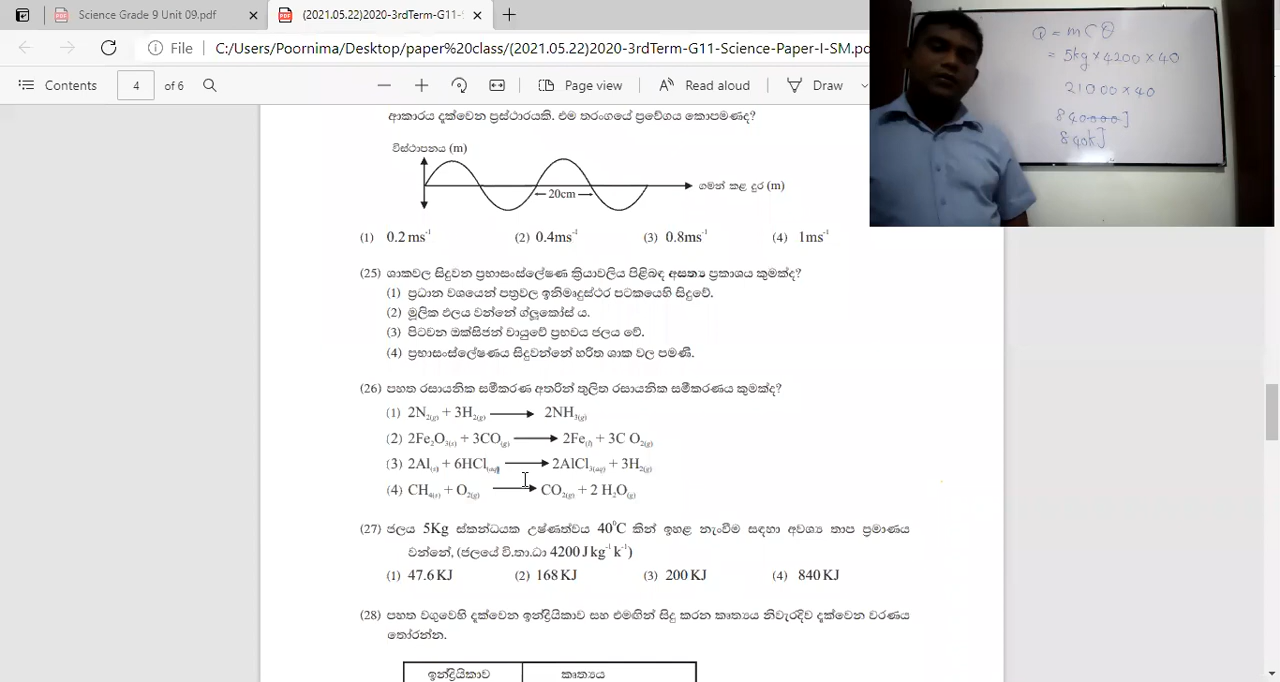 Science Grade 9 Unit 09.pdf
(2021.05.22)2020-3rdTerm-G11-S
File C:/Users/Poornima/Desktop/paper%20class/(2021.05.22)2020-3rdTerm-G11-Science-Paper-I-SM.pd
Contents 4 of 6 Page view Read aloud Draw
Q = mCθ
= 5kg×4200×40
21000×40
840000J
840kJ
ආකාරය දැක්වෙන ප්‍රස්ථාරයකි. එම තරංගයේ ප්‍රවේගය කොපමණද?
විස්ථාපනය (m)
20cm
ගමන් කළ දුර (m)
(1) 0.2 ms⁻¹ (2) 0.4ms⁻¹ (3) 0.8ms⁻¹ (4) 1ms⁻¹
(25) ශාකවල සිදුවන ප්‍රභාසංස්ලේෂණ ක්‍රියාවලිය පිළිබඳ අසත්‍ය ප්‍රකාශය කුමක්ද?
(1) ප්‍රධාන වශයෙන් පත්‍රවල ඉනිමෘදුස්ථර පටකයෙහි සිදුවේ.
(2) මූලික ඵලය වන්නේ ග්ලූකෝස් ය.
(3) පිටවන ඔක්සිජන් වායුවේ ප්‍රභවය ජලය වේ.
(4) ප්‍රභාසංස්ලේෂණය සිදුවන්නේ හරිත ශාක වල පමණී.
(26) පහත රසායනික සමීකරණ අතරින් තුලිත රසායනික සමීකරණය කුමක්ද?
(1) 2N₂(g) + 3H₂(g) ⟶ 2NH₃(g)
(2) 2Fe₂O₃(s) + 3CO(g) ⟶ 2Fe(l) + 3C O₂(g)
(3) 2Al(s) + 6HCl(aq) ⟶ 2AlCl₃(aq) + 3H₂(g)
(4) CH₄(s) + O₂(g) ⟶ CO₂(g) + 2 H₂O(g)
(27) ජලය 5Kg ස්කන්ධයක උෂ්ණත්වය 40⁰C කින් ඉහළ නැංවීම සඳහා අවශ්‍ය තාප ප්‍රමාණය
වන්නේ, (ජලයේ වි.තා.ධා 4200 J kg⁻¹ k⁻¹)
(1) 47.6 KJ (2) 168 KJ (3) 200 KJ (4) 840 KJ
(28) පහත වගුවෙහි දැක්වෙන ඉන්ද්‍රියිකාව සහ එමඟින් සිදු කරන කෘත්‍යය නිවැරදිව දැක්වෙන වරණය
තෝරන්න.
ඉන්ද්‍රියිකාව කෘත්‍යය